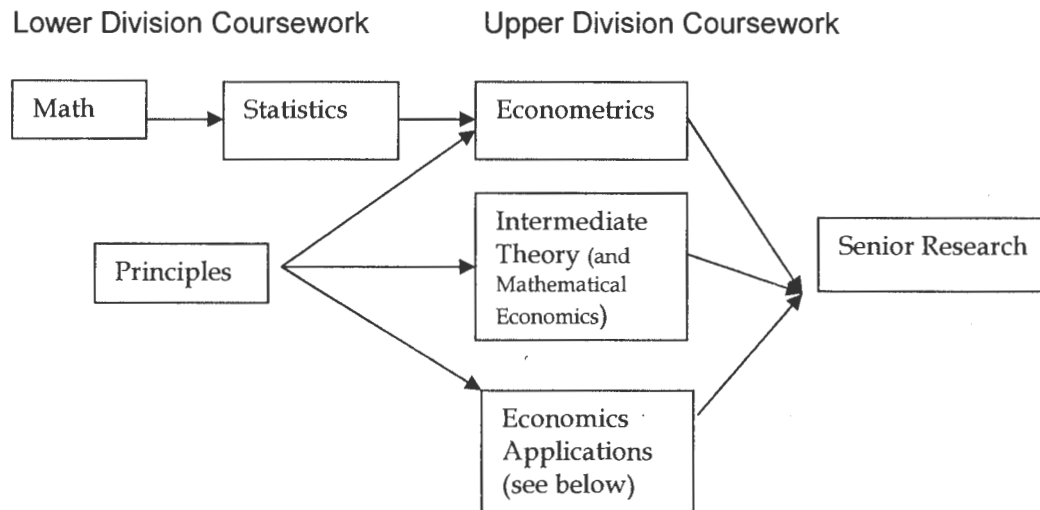 Lower Division Coursework
Upper Division Coursework
Math
Statistics
Econometrics
Principles
Intermediate
Theory (and
Mathematical
Economics)
Economics
Applications
(see below)
Senior Research